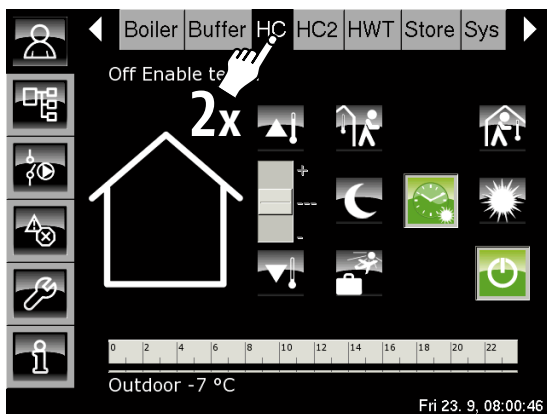 Boiler Buffer HC HC2 HWT Store Sys
Off Enable te
2x
+
---
-
0 2 4 6 8 10 12 14 16 18 20 22
Outdoor -7 ºC
Fri 23. 9, 08:00:46